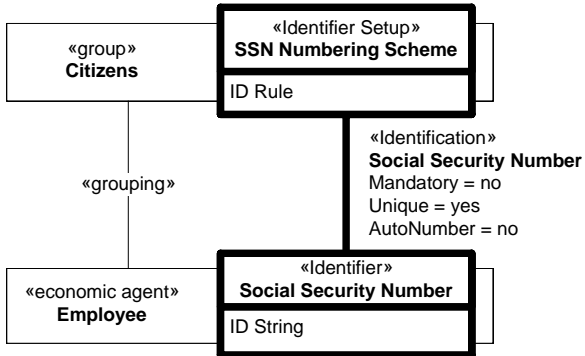 «group»
Citizens
«Identifier Setup»
SSN Numbering Scheme
ID Rule
«grouping»
«Identification»
Social Security Number
Mandatory = no
Unique = yes
AutoNumber = no
«economic agent»
Employee
«Identifier»
Social Security Number
ID String